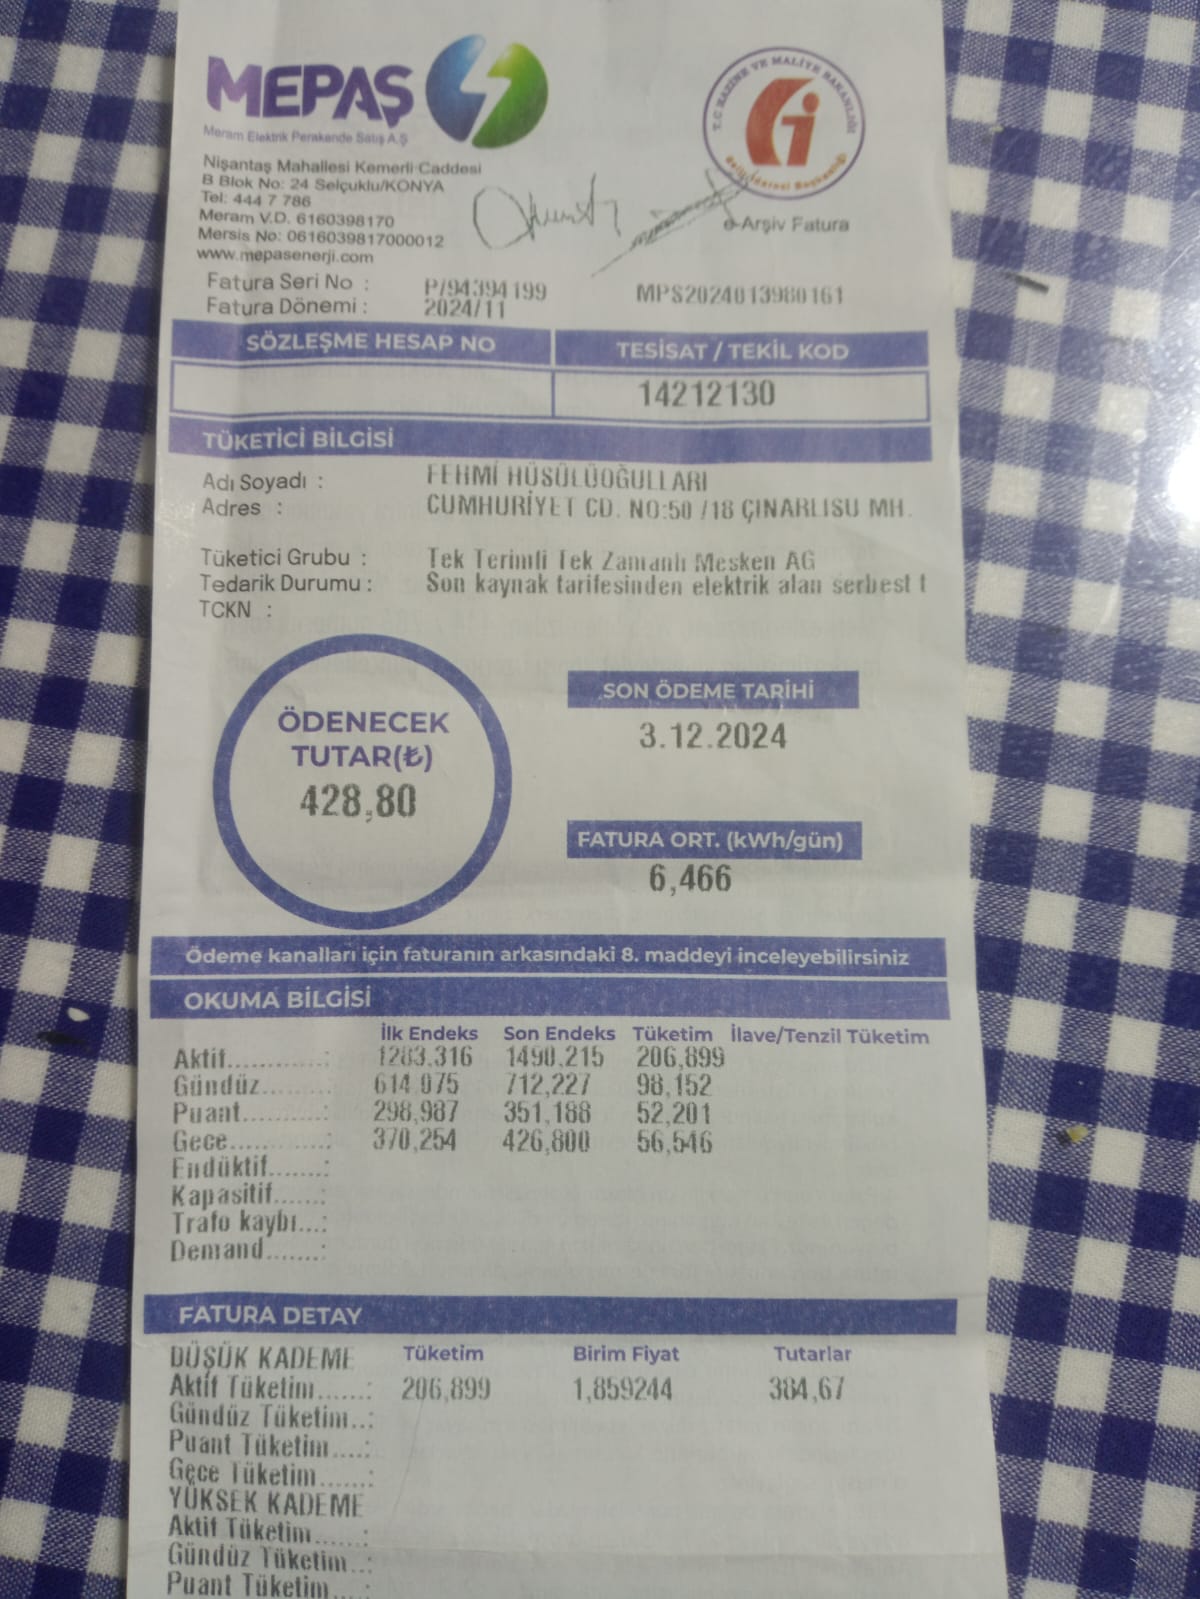 MEPAŞ
Meram Elektrik Perakende Satış A.Ş
Nişantaş Mahallesi Kemerli Caddesi
B Blok No: 24 Selçuklu/KONYA
Tel: 444 7 786
Meram V.D. 6160398170
Mersis No: 0616039817000012
www.mepasenerji.com
T.C. HAZİNE VE MALİYE BAKANLIĞI
Gelir İdaresi Başkanlığı
e-Arşiv Fatura
Fatura Seri No : P/94394199 MPS2024013980161
Fatura Dönemi : 2024/11
SÖZLEŞME HESAP NO TESİSAT / TEKİL KOD
14212130
TÜKETİCİ BİLGİSİ
Adı Soyadı : FEHMİ HÜSÜLÜOĞULLARI
Adres : CUMHURİYET CD. NO:50 /18 ÇINARLISU MH.
Tüketici Grubu : Tek Terimli Tek Zamanlı Mesken AG
Tedarik Durumu : Son kaynak tarifesinden elektrik alan serbest t
TCKN :
ÖDENECEK
TUTAR(₺)
428,80
SON ÖDEME TARİHİ
3.12.2024
FATURA ORT. (kWh/gün)
6,466
Ödeme kanalları için faturanın arkasındaki 8. maddeyi inceleyebilirsiniz
OKUMA BİLGİSİ
İlk Endeks Son Endeks Tüketim İlave/Tenzil Tüketim
Aktif............: 1283.316 1490,215 206,899
Gündüz.........: 614.075 712,227 98,152
Puant...........: 298,987 351,188 52,201
Gece............: 370,254 426,800 56,546
Endüktif.......:
Kapasitif......:
Trafo kaybı...:
Demand.......:
FATURA DETAY
DÜŞÜK KADEME Tüketim Birim Fiyat Tutarlar
Aktif Tüketim......: 206,899 1,859244 384,67
Gündüz Tüketim..:
Puant Tüketim....:
Gece Tüketim......:
YÜKSEK KADEME
Aktif Tüketim......:
Gündüz Tüketim...:
Puant Tüketim....: